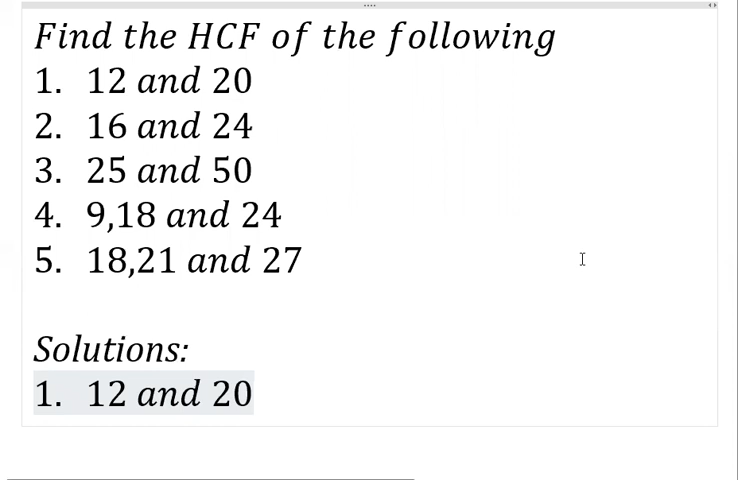 Find the HCF of the following
1. 12 and 20
2. 16 and 24
3. 25 and 50
4. 9,18 and 24
5. 18,21 and 27
Solutions:
1. 12 and 20